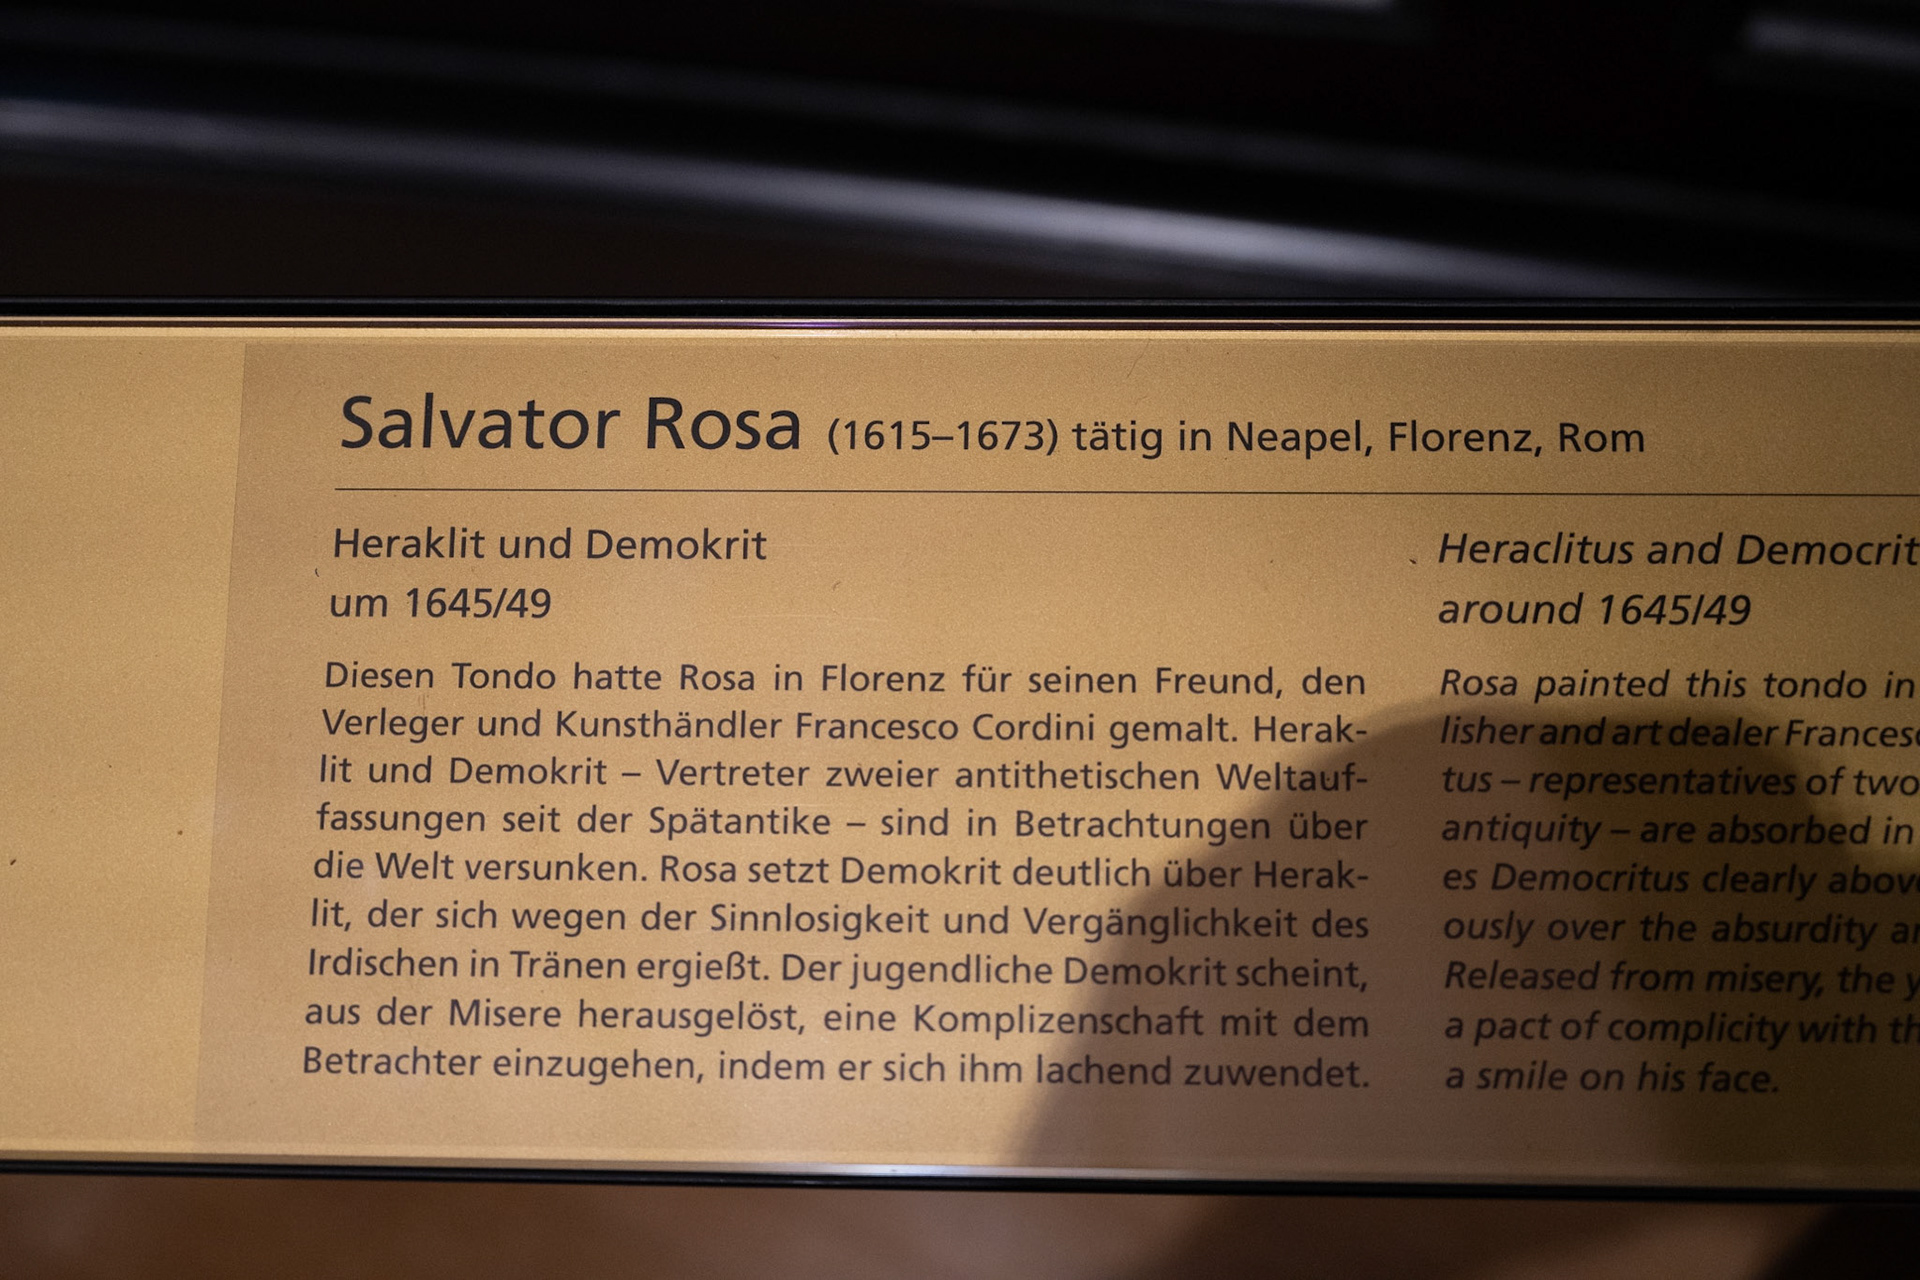 Salvator Rosa (1615–1673) tätig in Neapel, Florenz, Rom
Heraklit und Demokrit
um 1645/49
Diesen Tondo hatte Rosa in Florenz für seinen Freund, den
Verleger und Kunsthändler Francesco Cordini gemalt. Herak-
lit und Demokrit – Vertreter zweier antithetischen Weltauf-
fassungen seit der Spätantike – sind in Betrachtungen über
die Welt versunken. Rosa setzt Demokrit deutlich über Herak-
lit, der sich wegen der Sinnlosigkeit und Vergänglichkeit des
Irdischen in Tränen ergießt. Der jugendliche Demokrit scheint,
aus der Misere herausgelöst, eine Komplizenschaft mit dem
Betrachter einzugehen, indem er sich ihm lachend zuwendet.
Heraclitus and Democrit
around 1645/49
Rosa painted this tondo in
lisher and art dealer Francesc
tus – representatives of two
antiquity – are absorbed in
es Democritus clearly above
ously over the absurdity an
Released from misery, the y
a pact of complicity with th
a smile on his face.